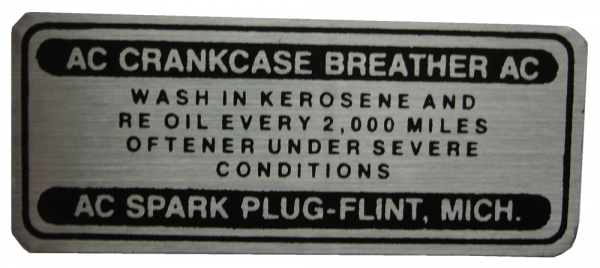 AC CRANKCASE BREATHER AC
WASH IN KEROSENE AND
RE OIL EVERY 2,000 MILES
OFTENER UNDER SEVERE
CONDITIONS
AC SPARK PLUG-FLINT, MICH.